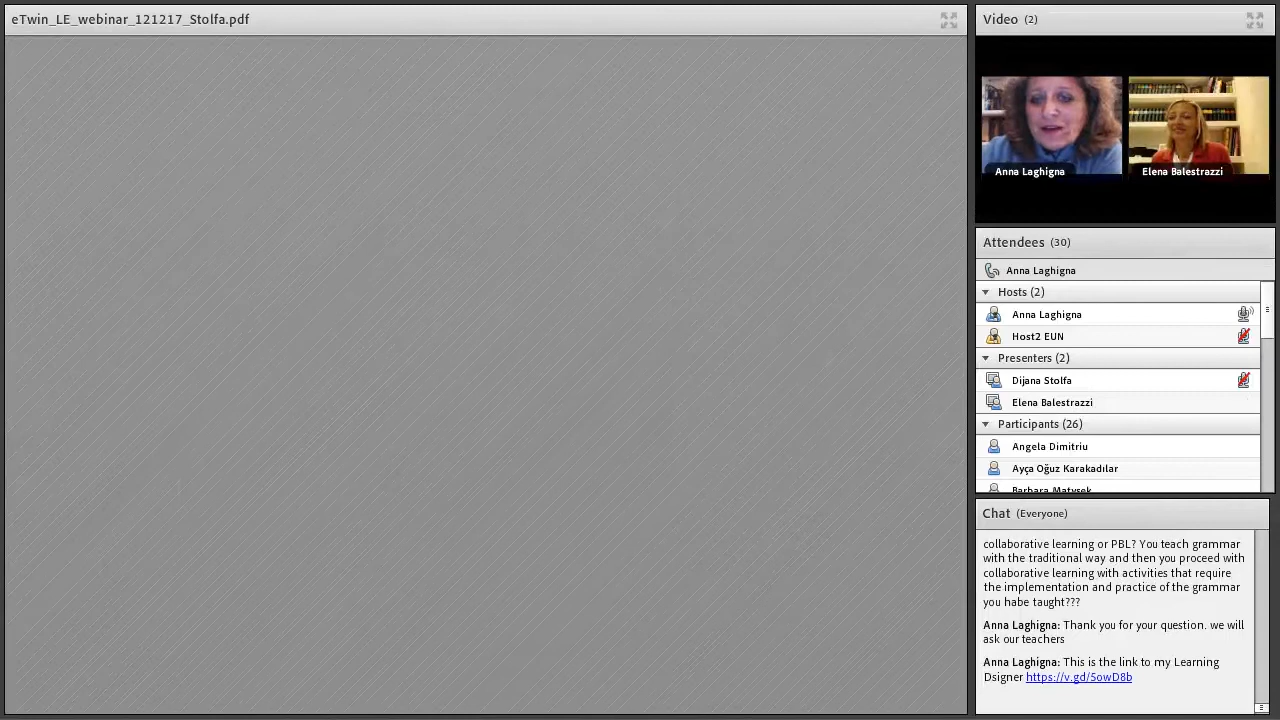 eTwin_LE_webinar_121217_Stolfa.pdf
Video (2)
Anna Laghigna
Elena Balestrazzi
Attendees (30)
Anna Laghigna
Hosts (2)
Anna Laghigna
Host2 EUN
Presenters (2)
Dijana Stolfa
Elena Balestrazzi
Participants (26)
Angela Dimitriu
Ayça Oğuz Karakadılar
Barbara Matysek
Chat (Everyone)
collaborative learning or PBL? You teach grammar
with the traditional way and then you proceed with
collaborative learning with activities that require
the implementation and practice of the grammar
you habe taught???
Anna Laghigna: Thank you for your question. we will
ask our teachers
Anna Laghigna: This is the link to my Learning
Dsigner https://v.gd/5owD8b